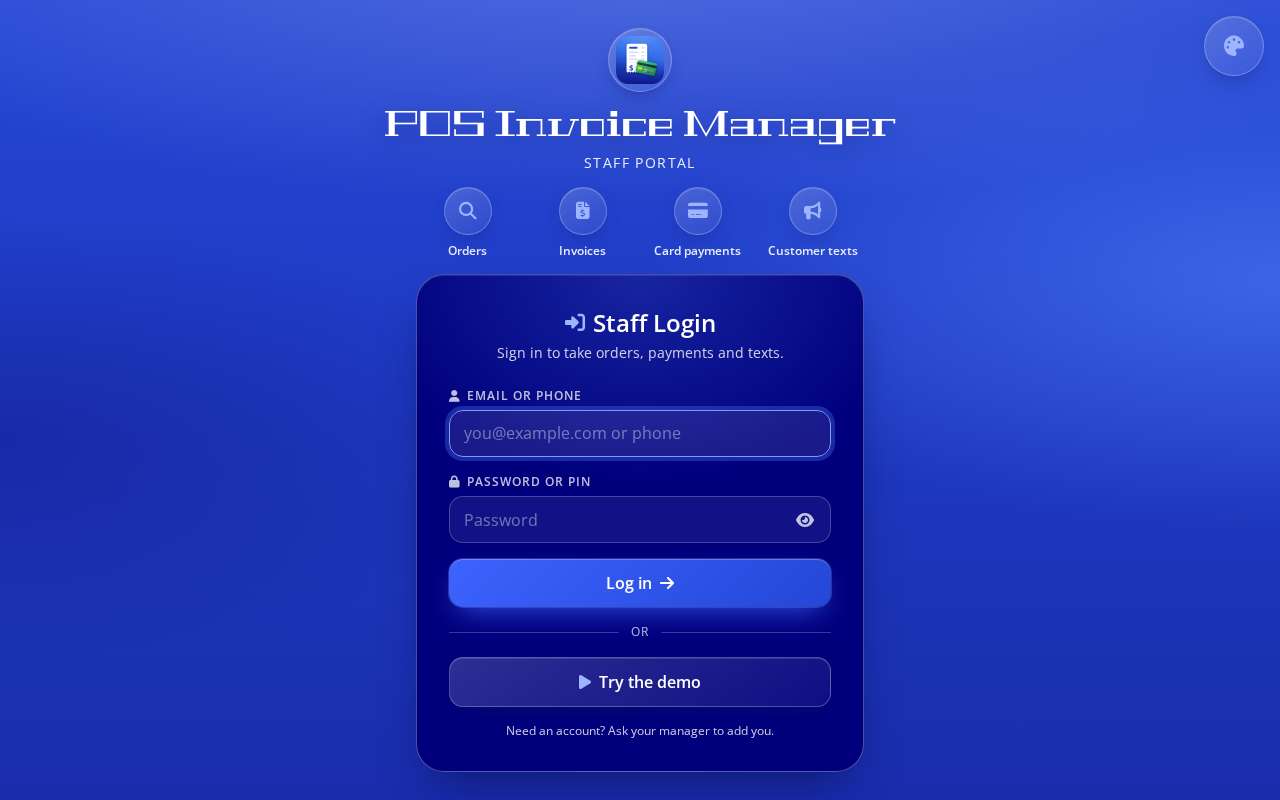 POS Invoice Manager
STAFF PORTAL
Orders
Invoices
Card payments
Customer texts
Staff Login
Sign in to take orders, payments and texts.
EMAIL OR PHONE
you@example.com or phone
PASSWORD OR PIN
Password
Log in
OR
Try the demo
Need an account? Ask your manager to add you.